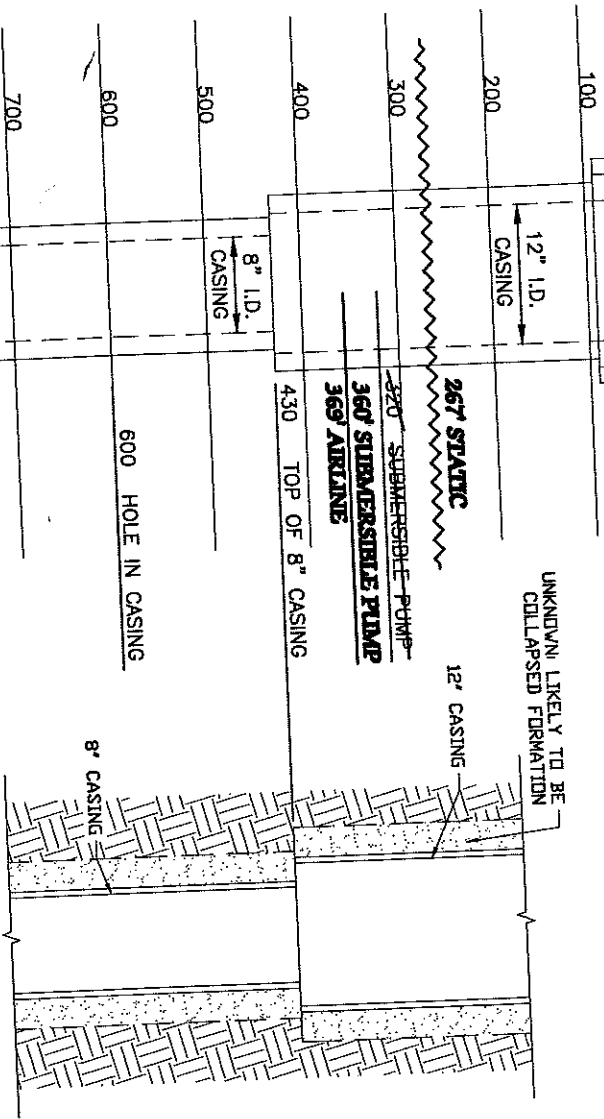 100
200
300
400
500
600
700
12" I.D.
CASING
267' STATIC
320 SUBMERSIBLE PUMP
360' SUBMERSIBLE PUMP
369' AIRLINE
430 TOP OF 8" CASING
8" I.D.
CASING
600 HOLE IN CASING
UNKNOWN: LIKELY TO BE
COLLAPSED FORMATION
12" CASING
8" CASING